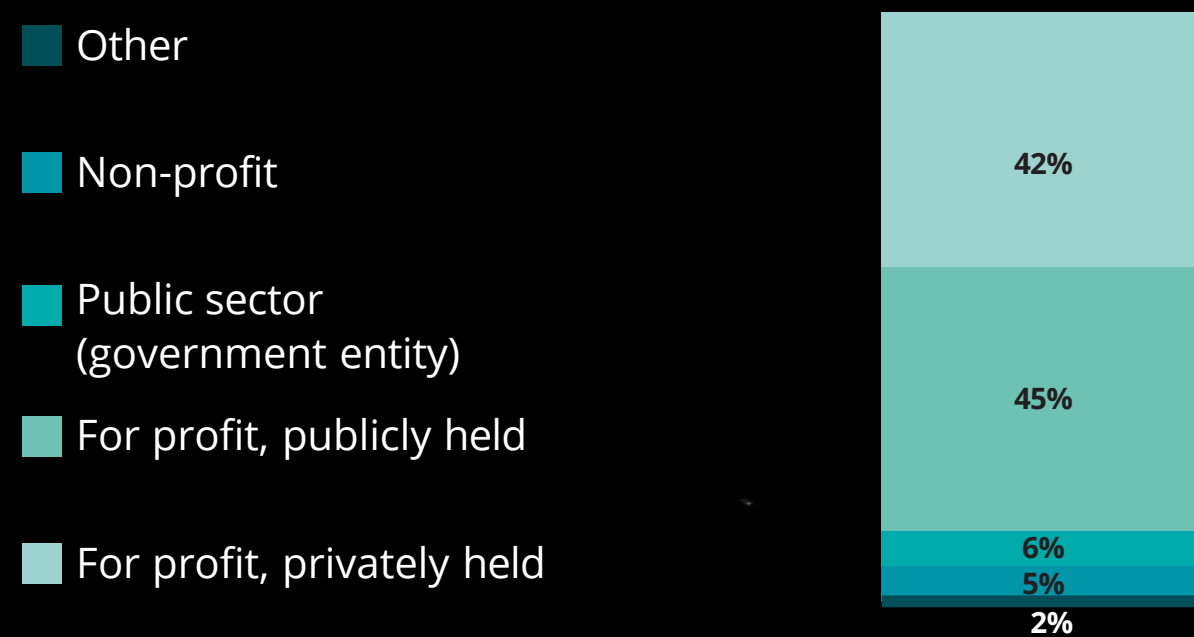 Other
Non-profit
Public sector
(government entity)
For profit, publicly held
For profit, privately held
42%
45%
6%
5%
2%